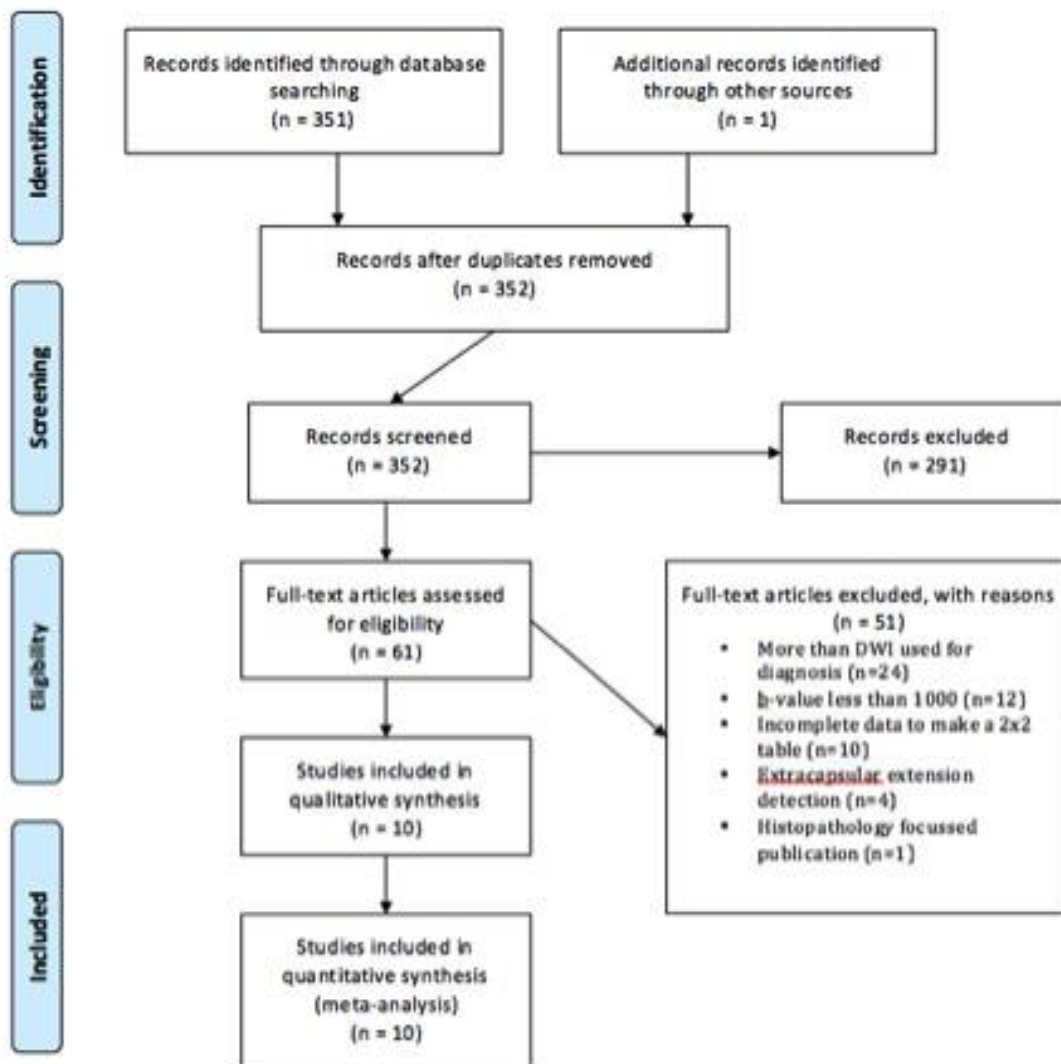 Identification
Records identified through database
searching
(n = 351)
Additional records identified
through other sources
(n = 1)
Records after duplicates removed
(n = 352)
Screening
Records screened
(n = 352)
Records excluded
(n = 291)
Eligibility
Full-text articles assessed
for eligibility
(n = 61)
Full-text articles excluded, with reasons
(n = 51)
• More than DWI used for
diagnosis (n=24)
• b-value less than 1000 (n=12)
• Incomplete data to make a 2x2
table (n=10)
• Extracapsular extension
detection (n=4)
• Histopathology focussed
publication (n=1)
Studies included in
qualitative synthesis
(n = 10)
Included
Studies included in
quantitative synthesis
(meta-analysis)
(n = 10)